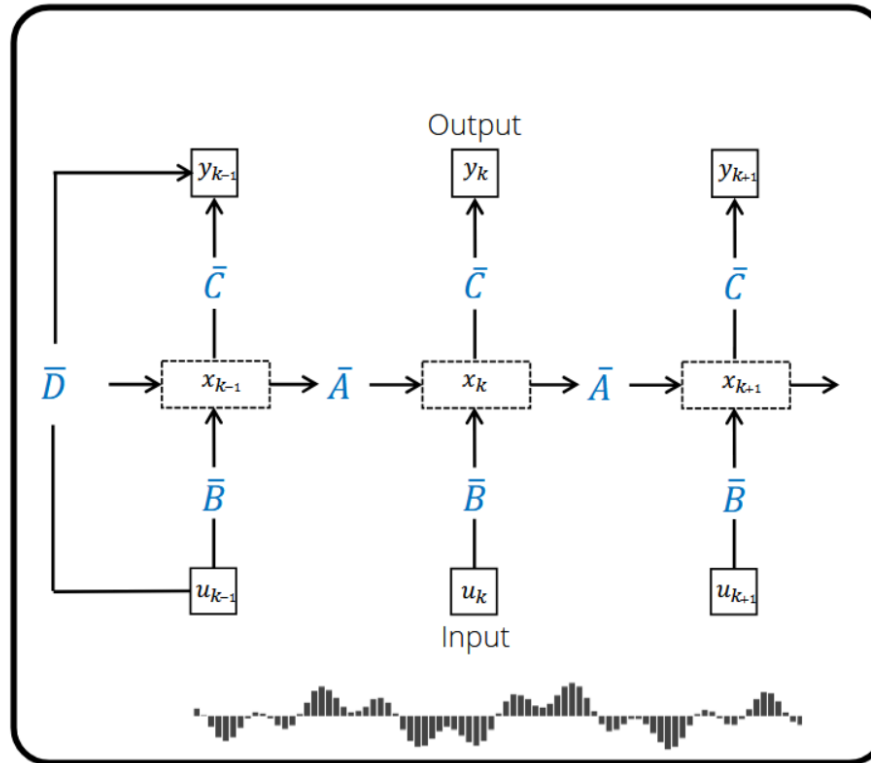 Output
y_{k-1} y_k y_{k+1}
C̄ C̄ C̄
D̄ x_{k-1} Ā x_k Ā x_{k+1}
B̄ B̄ B̄
u_{k-1} u_k u_{k+1}
Input